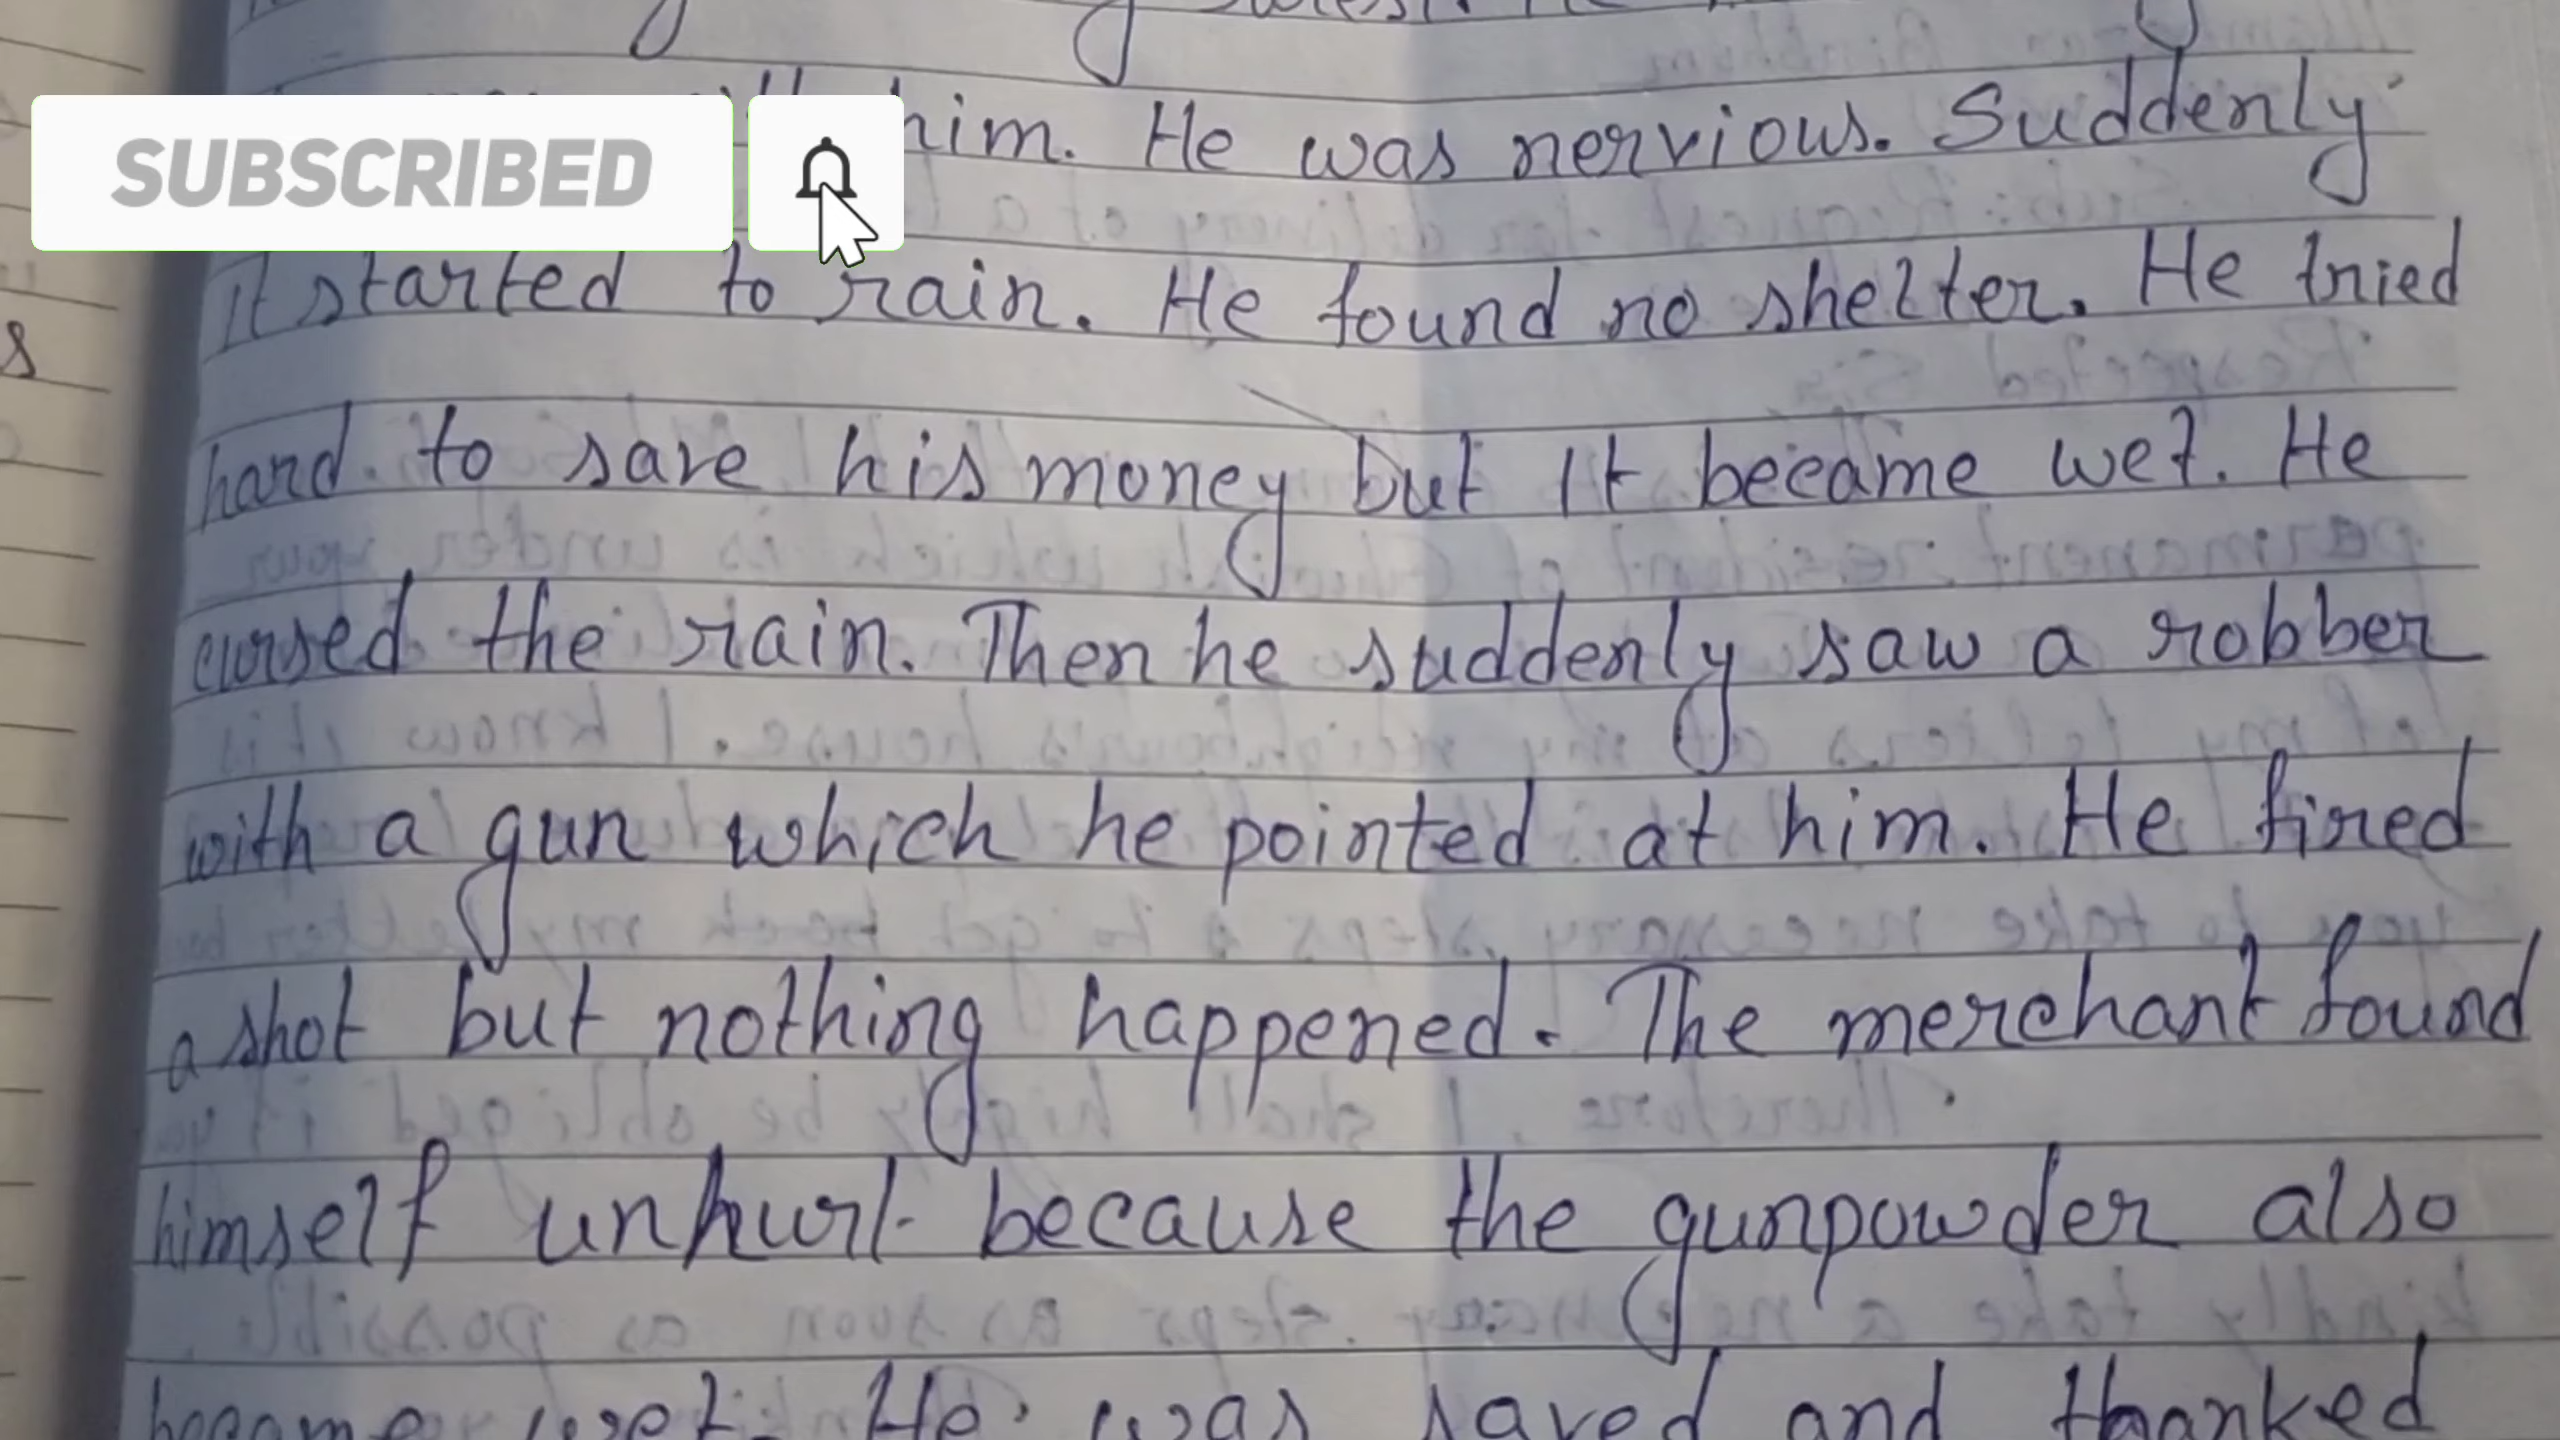 him. He was nervious. Suddenly
SUBSCRIBED
It started to rain. He found no shelter. He tried
s
hard to save his money but It became wet. He
cursed the rain. Then he suddenly saw a robber
with a gun which he pointed at him. He fired
a shot but nothing happened. The merchant found
himself unhurt because the gunpowder also
became wet. He was saved and thanked